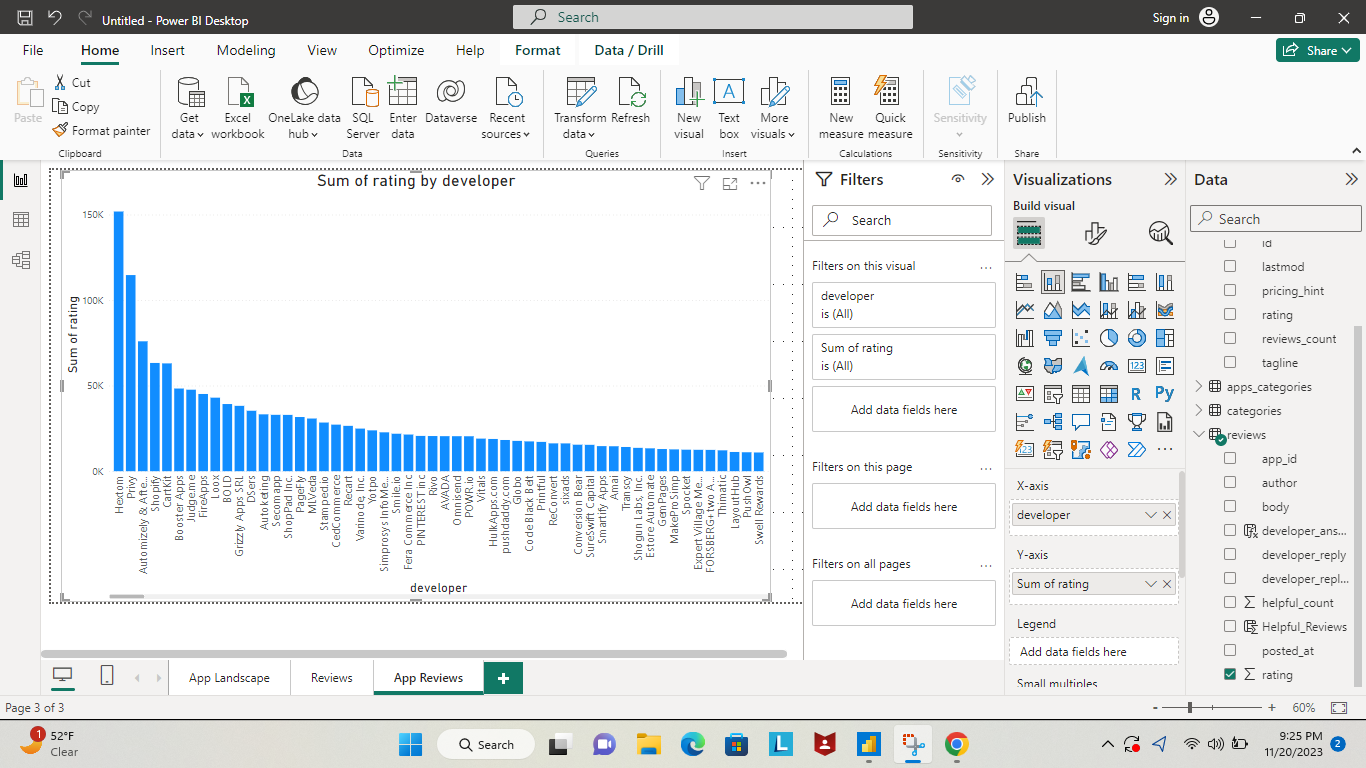 Untitled - Power BI Desktop
Search
Sign in
File
Home
Insert
Modeling
View
Optimize
Help
Format
Data / Drill
Share
Paste
Cut
Copy
Format painter
Get data
Excel workbook
OneLake data hub
SQL Server
Enter data
Dataverse
Recent sources
Transform data
Refresh
New visual
Text box
More visuals
New measure
Quick measure
Sensitivity
Publish
Clipboard
Data
Queries
Insert
Calculations
Sensitivity
Share
Sum of rating by developer
Sum of rating
150K
100K
50K
0K
Hextom
Privy
Automizely & Afte...
Shopify
CartKit
Booster Apps
Judge.me
FireApps
Loox
BOLD
Grizzly Apps SRL
DSers
Autoketing
Secomapp
ShopPad Inc.
PageFly
MLVeda
Stamped.io
CedCommerce
Recart
Varinode, Inc.
Yotpo
Simprosys InfoMe...
Smile.io
Fera Commerce Inc
PINTEREST Inc
Rips
AVADA
Omnisend
POWR.io
Vitals
HulkApps.com
pushdaddy.com
Globo
Code Black Belt
Printful
ReConvert
sixads
Conversion Bear
SureSwift Capital
Smartify Apps
Amai
Transcy
Shogun Labs, Inc.
Estore Automate
GemPages
MakeProSimp
Spocket
Expert Village Me...
FORSBERG+two A...
Thimatic
LayoutHub
PushOwl
Swell Rewards
developer
Filters
Search
Filters on this visual
developer
is (All)
Sum of rating
is (All)
Add data fields here
Filters on this page
Add data fields here
Filters on all pages
Add data fields here
Visualizations
Build visual
123
R
Py
123
X-axis
developer
Y-axis
Sum of rating
Legend
Add data fields here
Small multiples
Data
Search
id
lastmod
pricing_hint
rating
reviews_count
tagline
apps_categories
categories
reviews
app_id
author
body
developer_ans...
developer_reply
developer_repl...
helpful_count
Helpful_Reviews
posted_at
rating
App Landscape
Reviews
App Reviews
Page 3 of 3
60%
1
52°F
Clear
Search
9:25 PM
11/20/2023
2